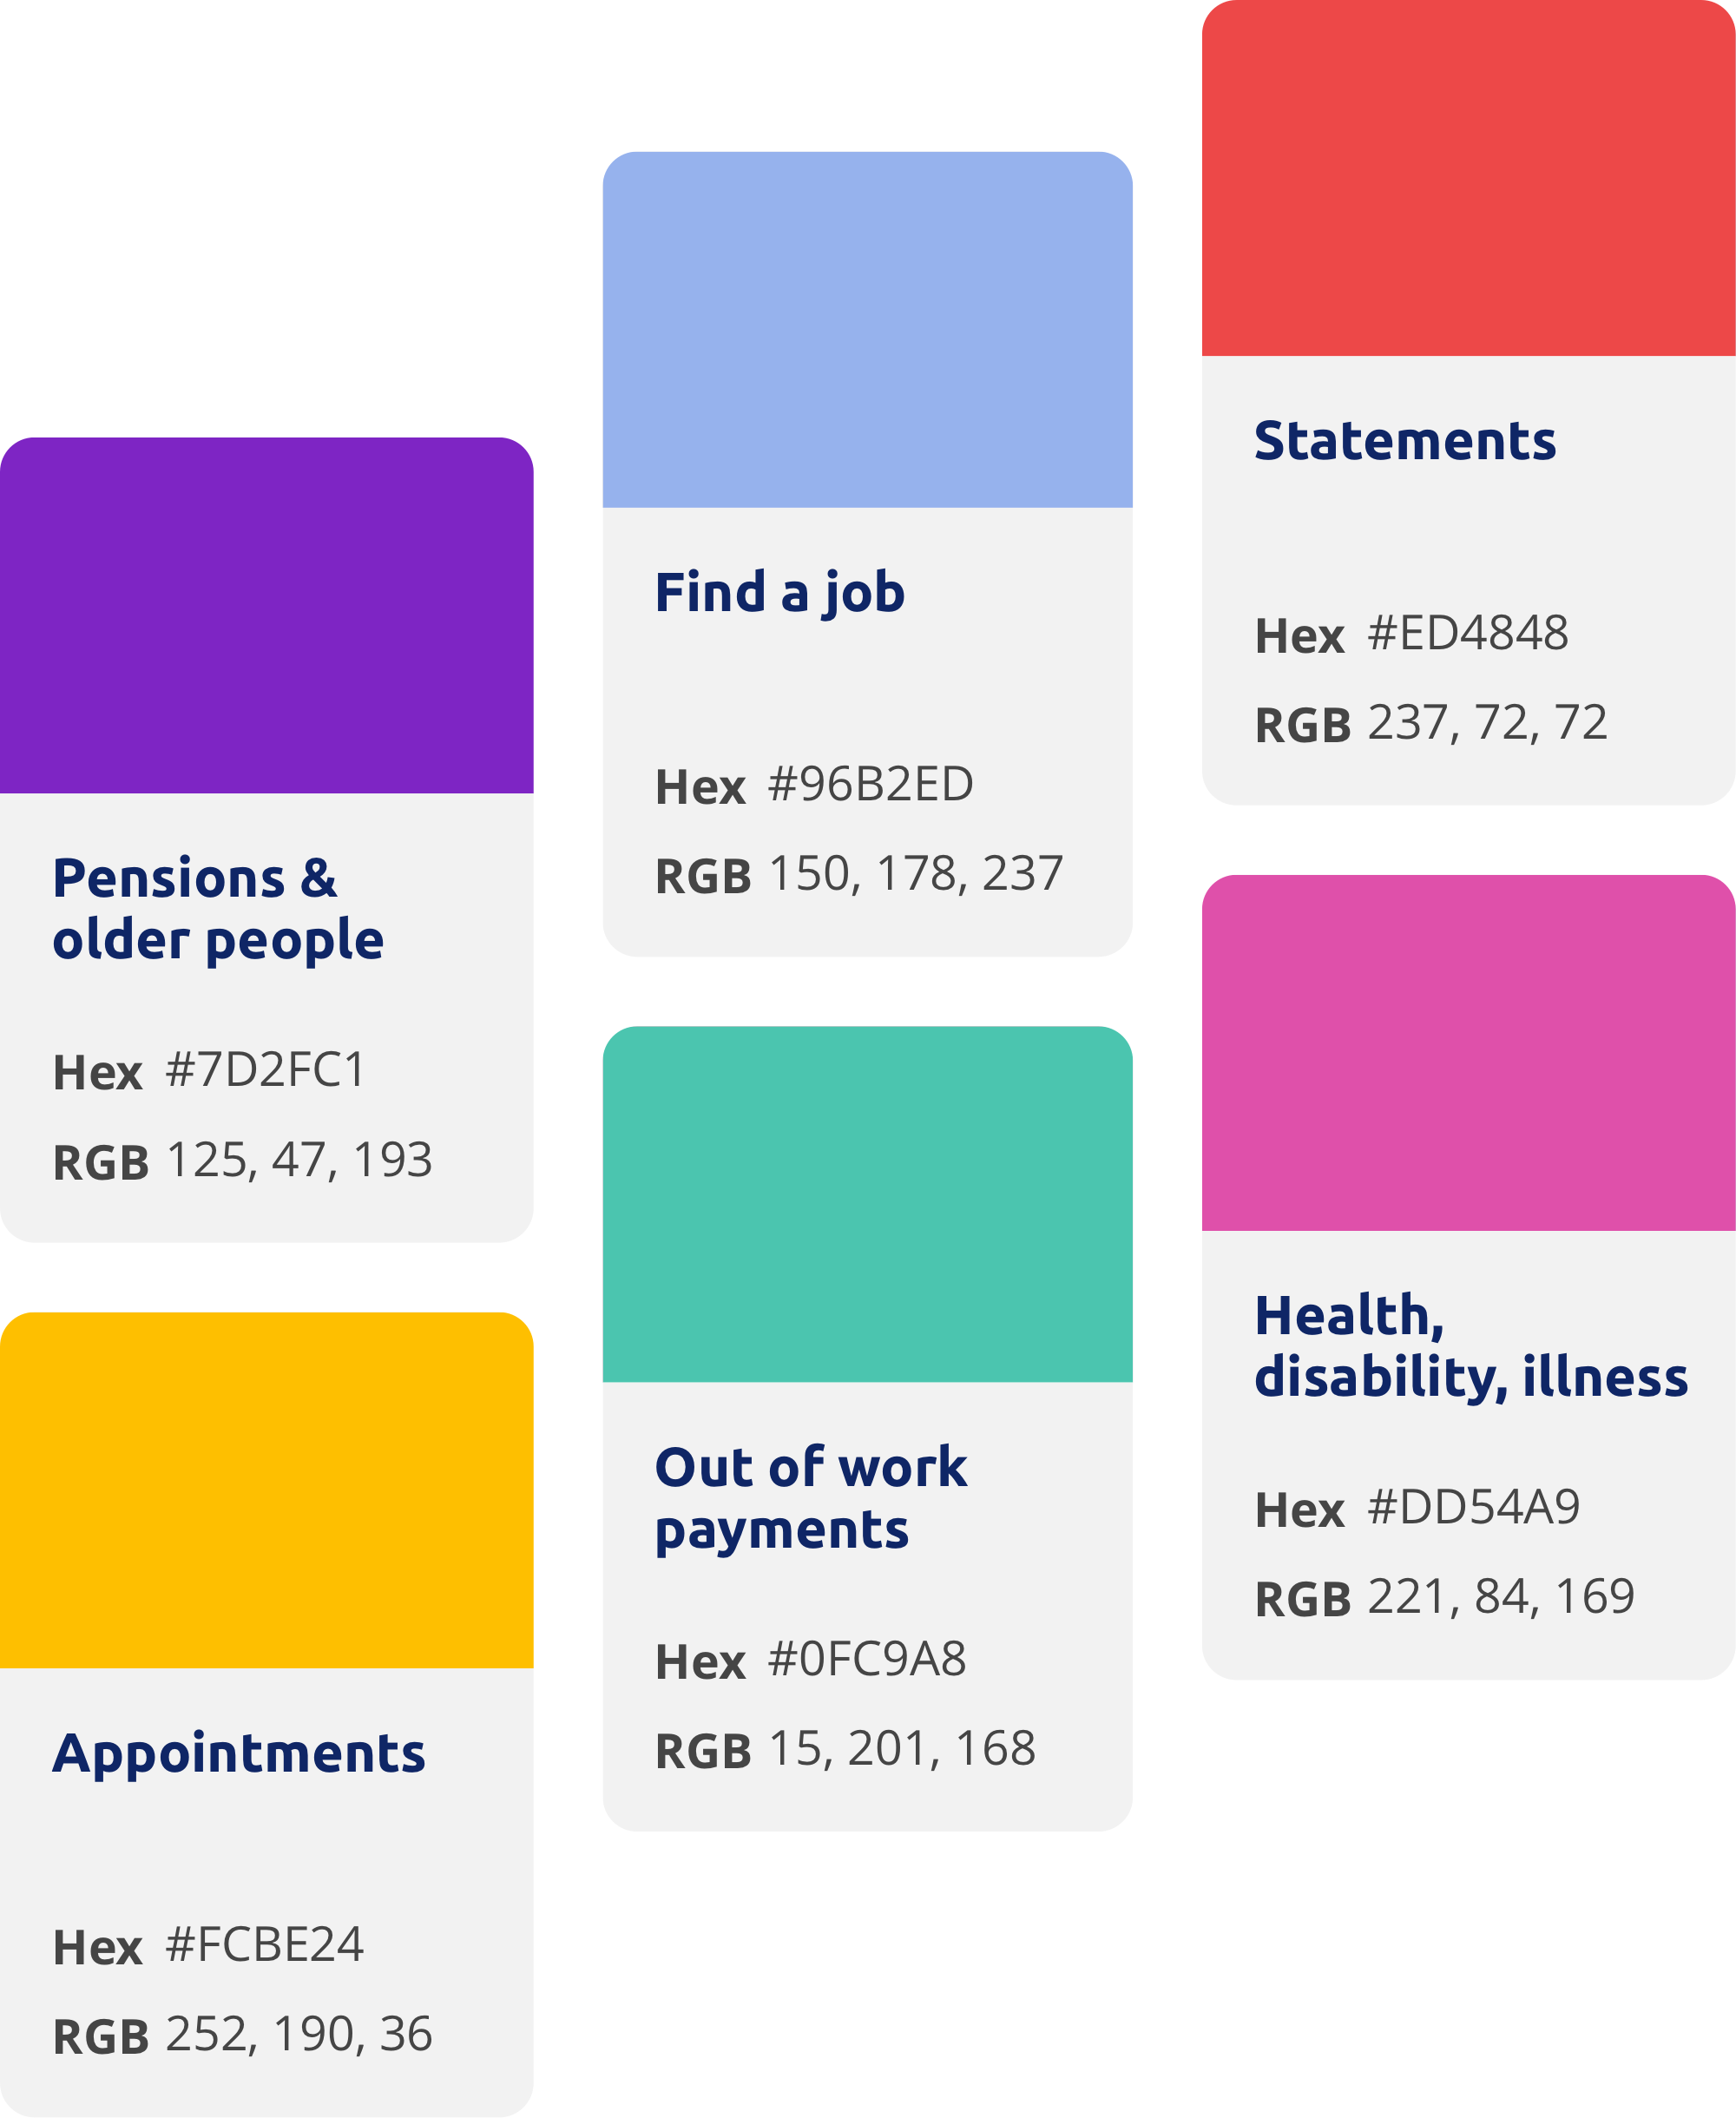 Pensions &
older people
Hex #7D2FC1
RGB 125, 47, 193
Appointments
Hex #FCBE24
RGB 252, 190, 36
Find a job
Hex #96B2ED
RGB 150, 178, 237
Out of work
payments
Hex #0FC9A8
RGB 15, 201, 168
Statements
Hex #ED4848
RGB 237, 72, 72
Health,
disability, illness
Hex #DD54A9
RGB 221, 84, 169